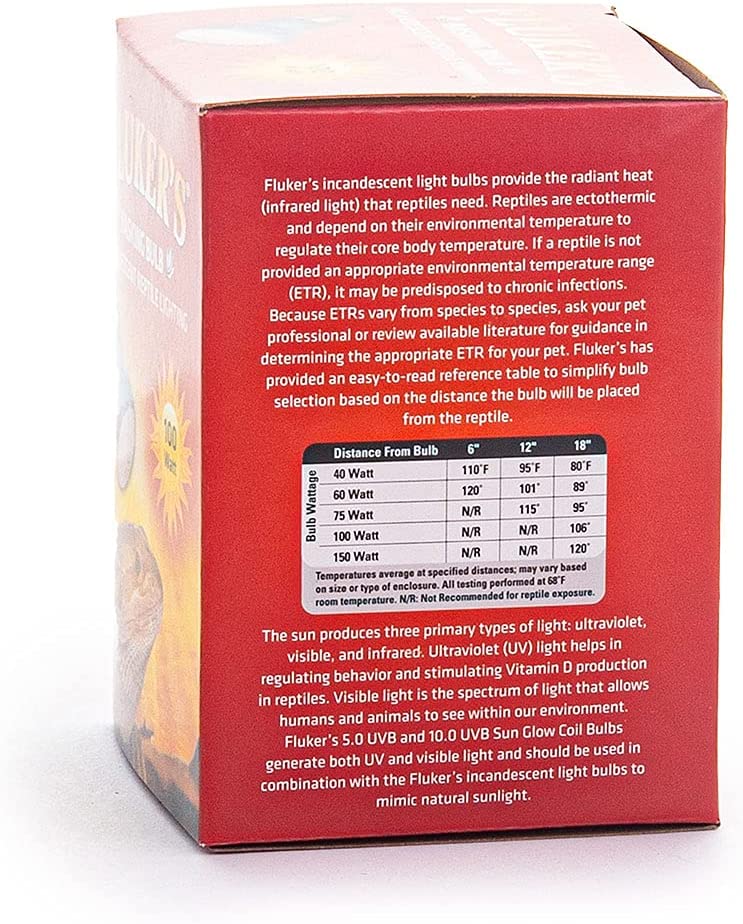 FLUKER'S
BASKING BULB
REPTILE LIGHTING
100
Watt
Fluker's incandescent light bulbs provide the radiant heat
(infrared light) that reptiles need. Reptiles are ectothermic
and depend on their environmental temperature to
regulate their core body temperature. If a reptile is not
provided an appropriate environmental temperature range
(ETR), it may be predisposed to chronic infections.
Because ETRs vary from species to species, ask your pet
professional or review available literature for guidance in
determining the appropriate ETR for your pet. Fluker's has
provided an easy-to-read reference table to simplify bulb
selection based on the distance the bulb will be placed
from the reptile.
Bulb Wattage
Distance From Bulb 6" 12" 18"
40 Watt 110°F 95°F 80°F
60 Watt 120° 101° 89°
75 Watt N/R 115° 95°
100 Watt N/R N/R 106°
150 Watt N/R N/R 120°
Temperatures average at specified distances; may vary based
on size or type of enclosure. All testing performed at 68°F
room temperature. N/R: Not Recommended for reptile exposure.
The sun produces three primary types of light: ultraviolet,
visible, and infrared. Ultraviolet (UV) light helps in
regulating behavior and stimulating Vitamin D production
in reptiles. Visible light is the spectrum of light that allows
humans and animals to see within our environment.
Fluker's 5.0 UVB and 10.0 UVB Sun Glow Coil Bulbs
generate both UV and visible light and should be used in
combination with the Fluker's incandescent light bulbs to
mimic natural sunlight.